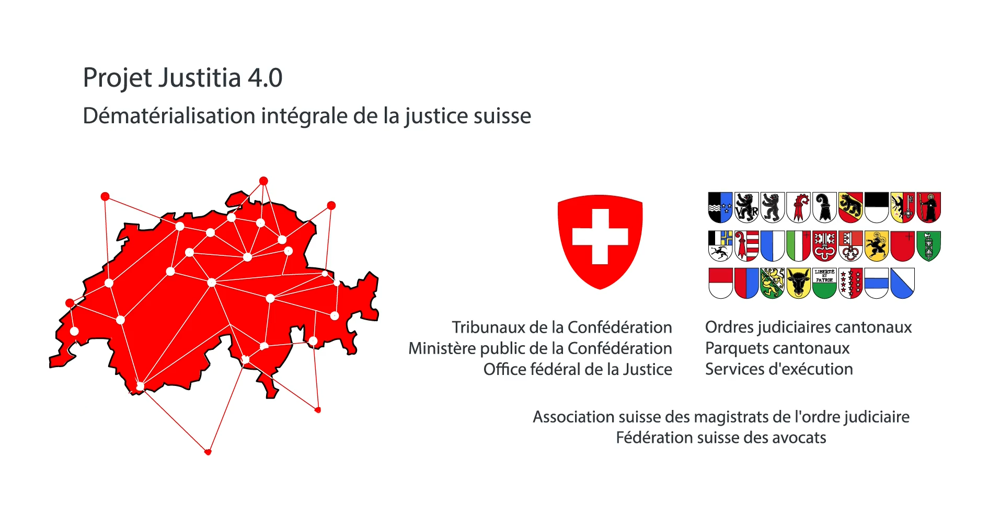 Projet Justitia 4.0
Dématérialisation intégrale de la justice suisse
VR
LIBERTÉ
ET
PATRIE
Tribunaux de la Confédération
Ministère public de la Confédération
Office fédéral de la Justice
Ordres judiciaires cantonaux
Parquets cantonaux
Services d'exécution
Association suisse des magistrats de l'ordre judiciaire
Fédération suisse des avocats